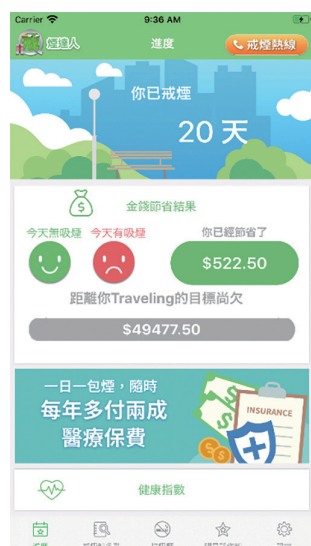 Carrier 9:36 AM
煙達人 進度 戒煙熱線
你已戒煙
20 天
金錢節省結果
今天無吸煙 今天有吸煙 你已經節省了
$522.50
距離你Traveling的目標尚欠
$49477.50
一日一包煙，隨時
每年多付兩成
醫療保費
INSURANCE
健康指數